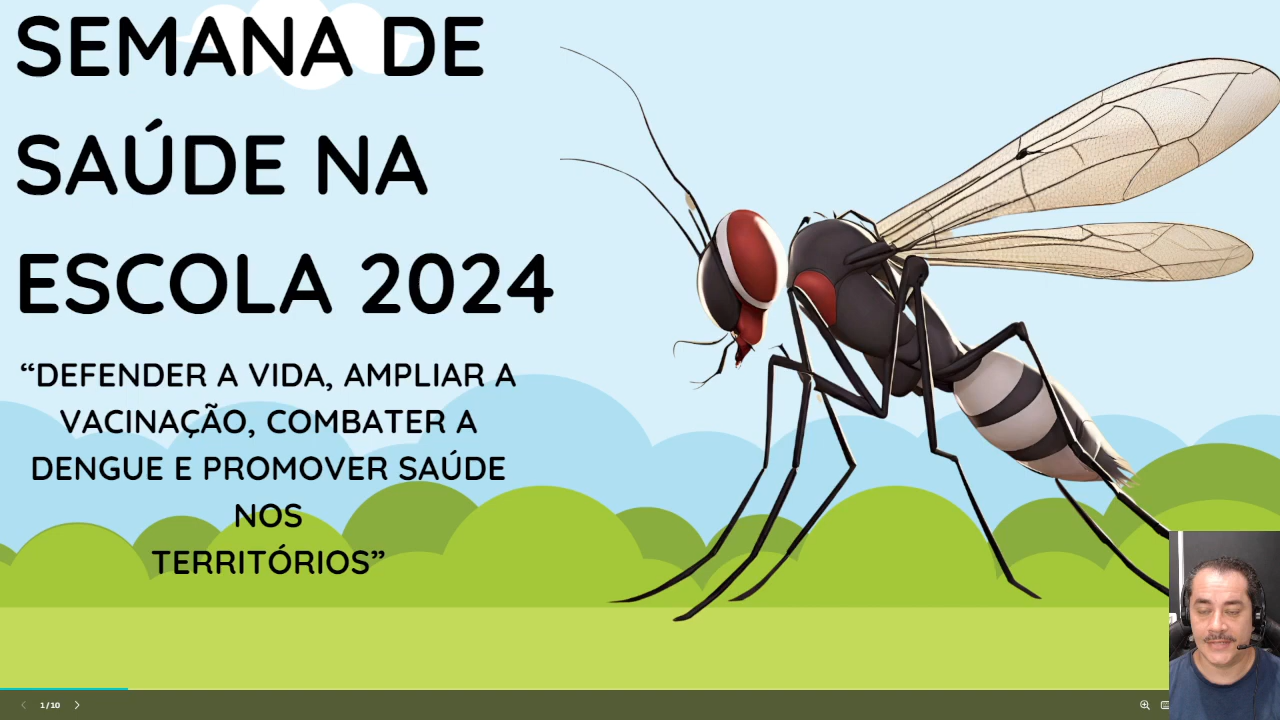 SEMANA DE
SAÚDE NA
ESCOLA 2024
“DEFENDER A VIDA, AMPLIAR A
VACINAÇÃO, COMBATER A
DENGUE E PROMOVER SAÚDE
NOS
TERRITÓRIOS”
1/10